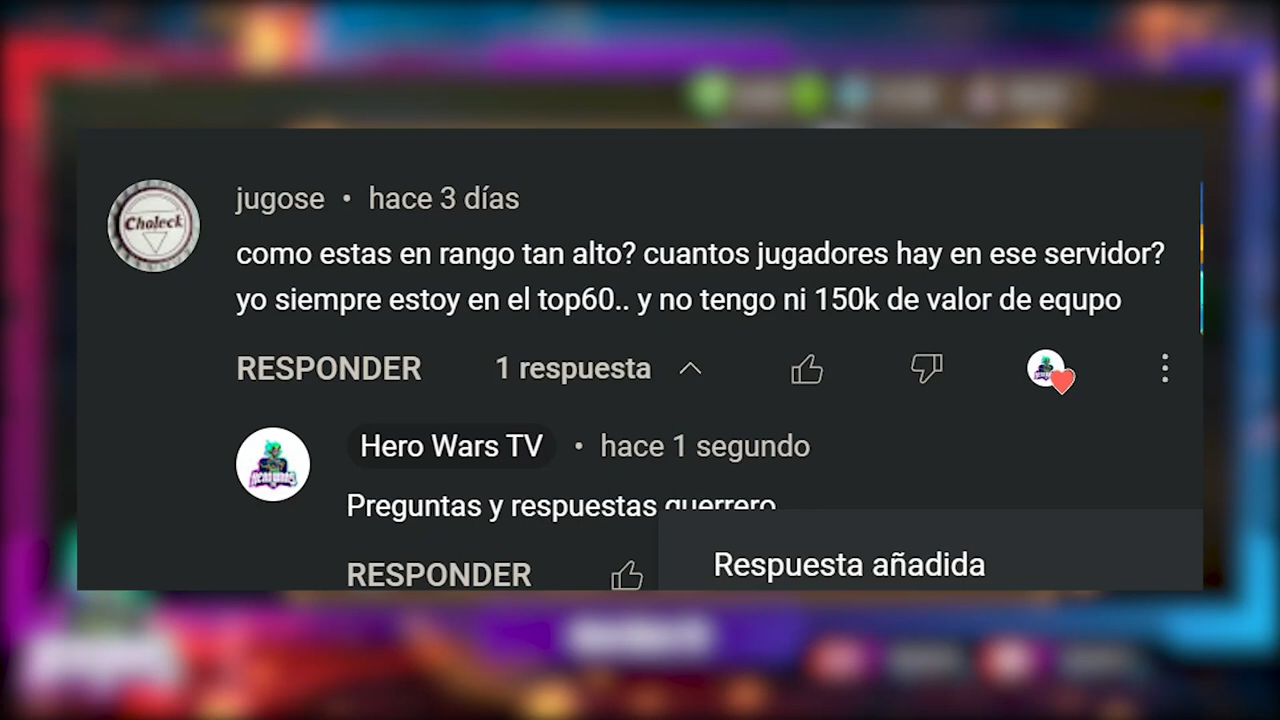 jugose • hace 3 días
Choleck
como estas en rango tan alto? cuantos jugadores hay en ese servidor?
yo siempre estoy en el top60.. y no tengo ni 150k de valor de equpo
RESPONDER 1 respuesta
Hero Wars TV • hace 1 segundo
Preguntas y respuestas guerrero
Respuesta añadida
RESPONDER